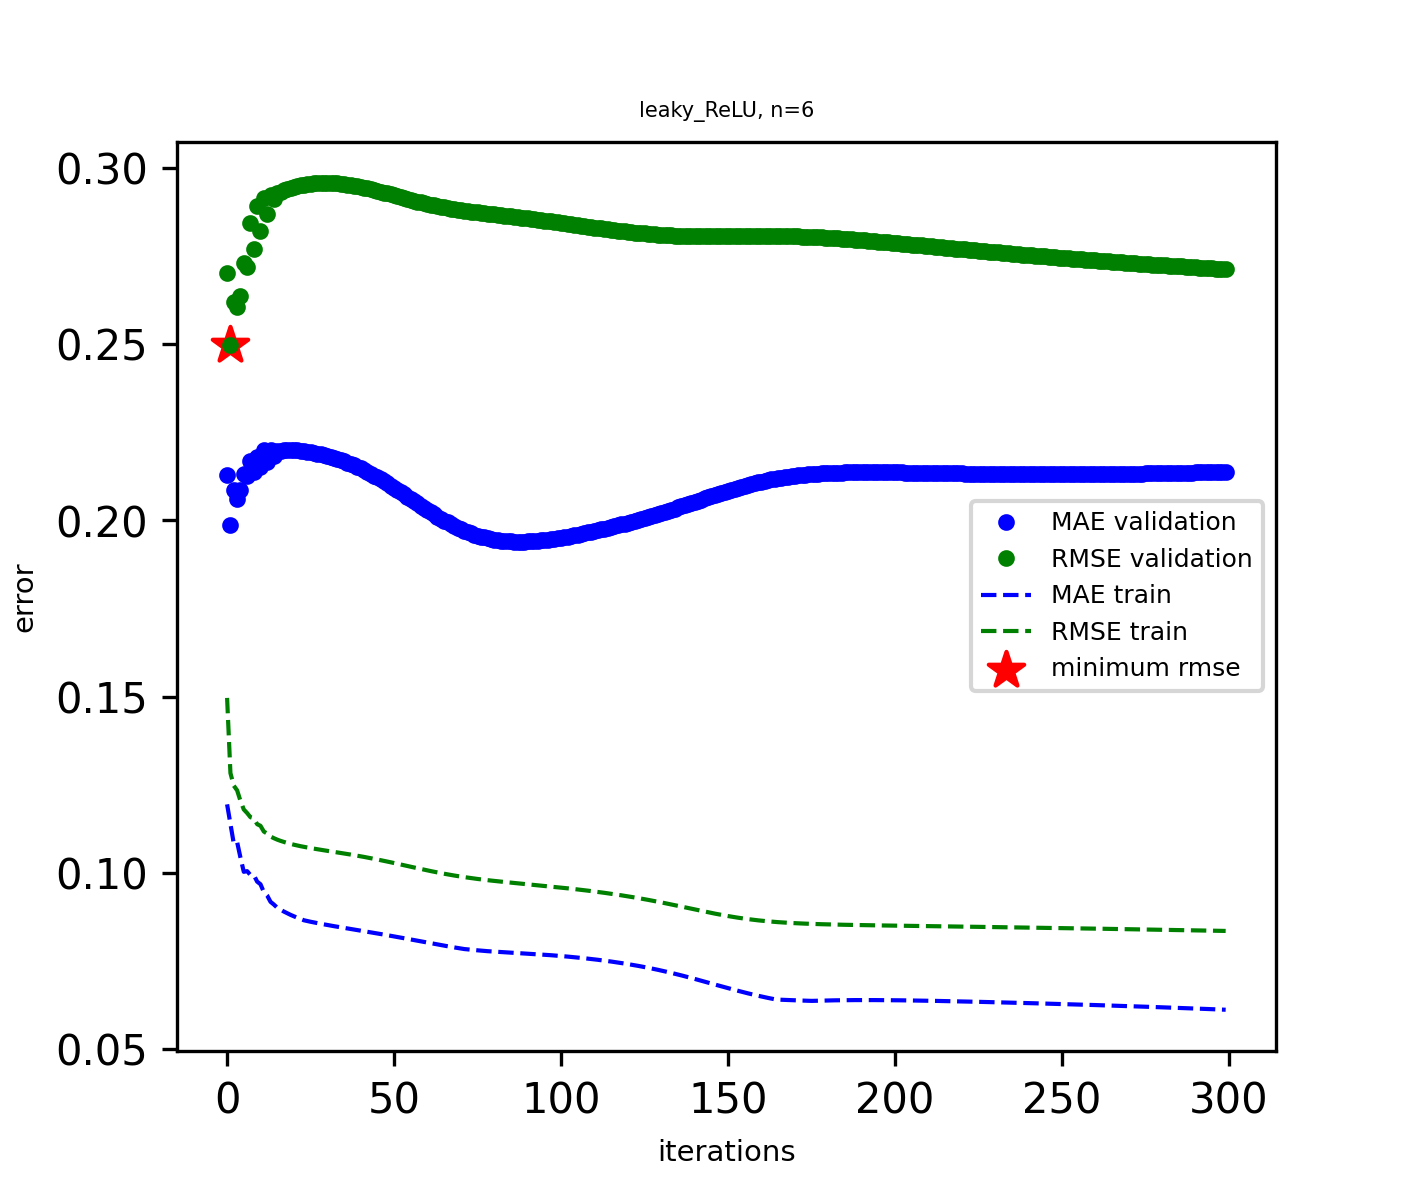 leaky_ReLU, n=6
0.30
0.25
0.20
0.15
0.10
0.05
error
MAE validation
RMSE validation
MAE train
RMSE train
minimum rmse
0 50 100 150 200 250 300
iterations